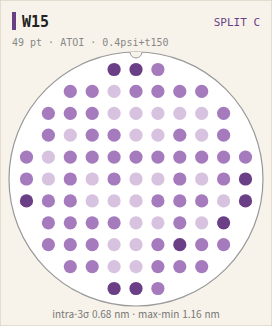 W15
SPLIT C
49 pt · ATOI · 0.4psi+t150
intra-3σ 0.68 nm · max-min 1.16 nm